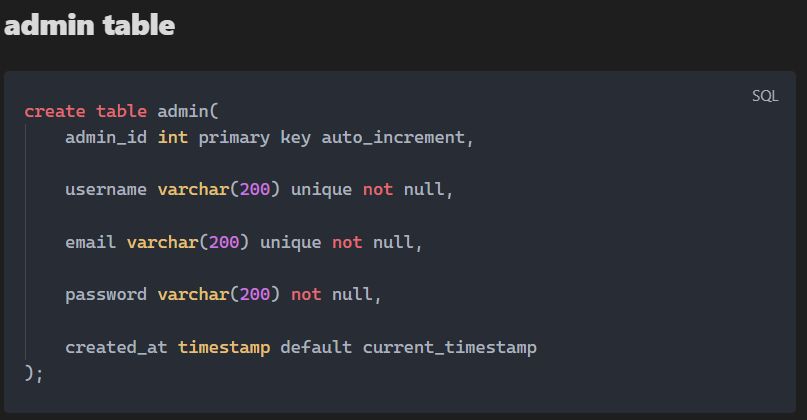 admin table
SQL
create table admin(
    admin_id int primary key auto_increment,
    username varchar(200) unique not null,
    email varchar(200) unique not null,
    password varchar(200) not null,
    created_at timestamp default current_timestamp
);